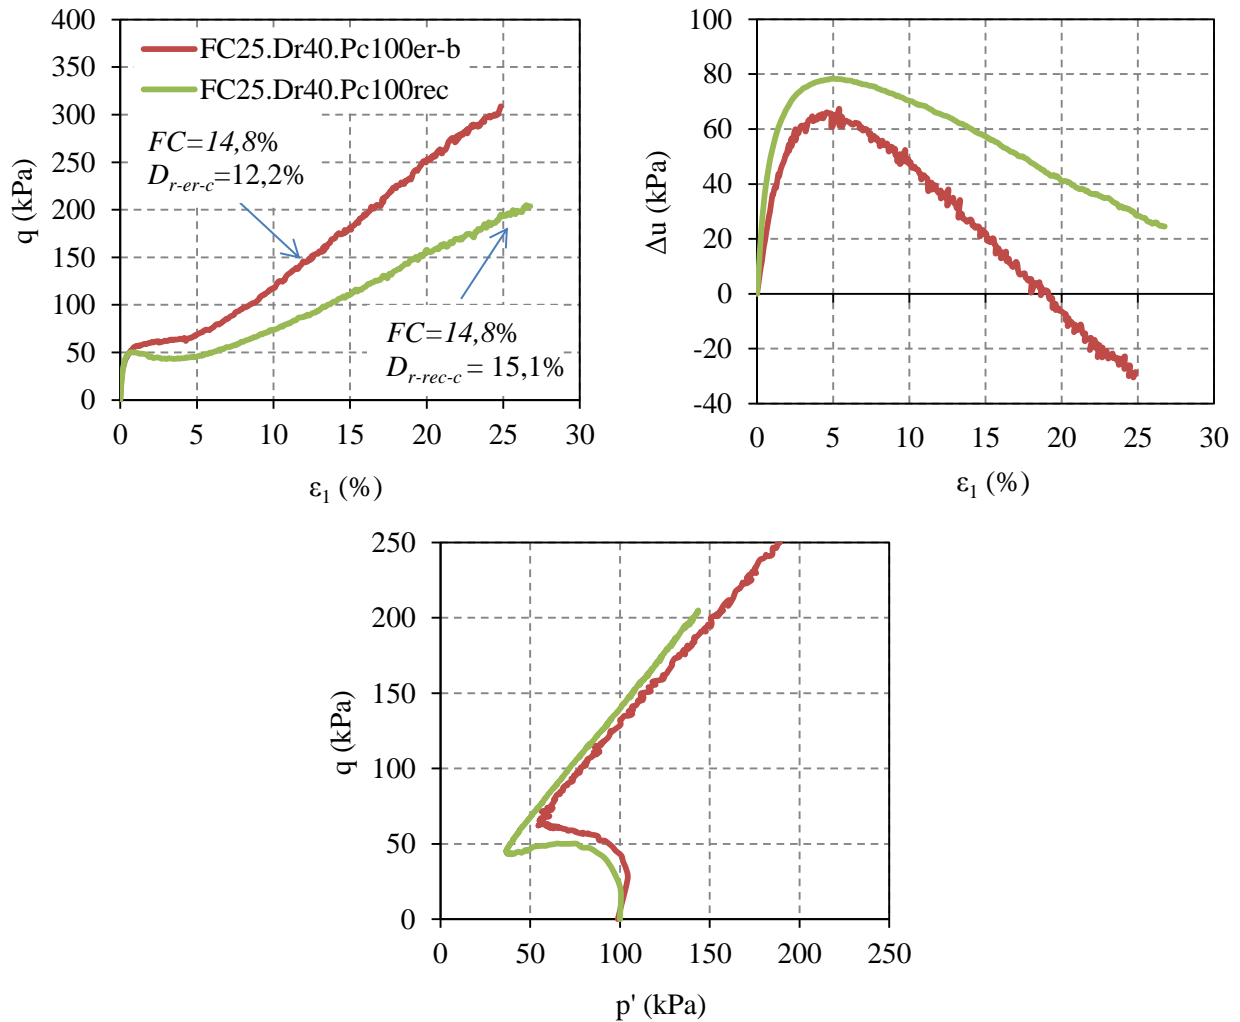 400
350
300
250
200
150
100
50
0
q (kPa)
FC25.Dr40.Pc100er-b
FC25.Dr40.Pc100rec
FC=14,8%
Dr-er-c=12,2%
FC=14,8%
Dr-rec-c = 15,1%
0 5 10 15 20 25 30
ε1 (%)
100
80
60
40
20
0
-20
-40
Δu (kPa)
0 5 10 15 20 25 30
ε1 (%)
250
200
150
100
50
0
q (kPa)
0 50 100 150 200 250
p' (kPa)